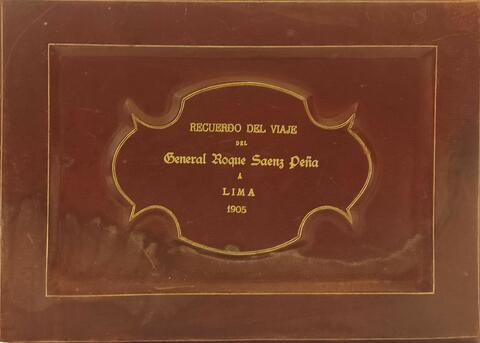 RECUERDO DEL VIAJE
DEL
General Roque Saenz Peña
A
LIMA
1905